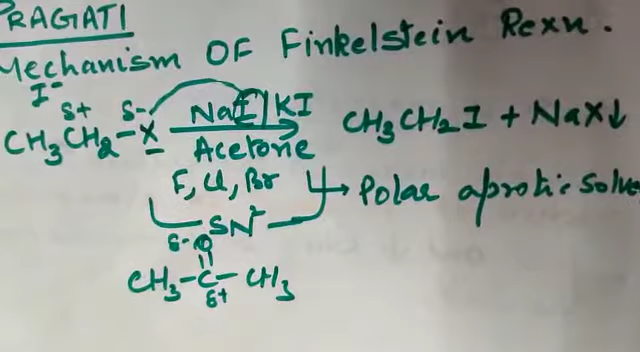 PRAGATI
Mechanism OF Finkelstein Rexn.
I⁻
δ+ δ-
CH₃CH₂-X NaI/KI CH₃CH₂I + NaX↓
Acetone
F, Cl, Br → Polar aprotic Solve
SN²
δ- O
CH₃-C-CH₃
δ+